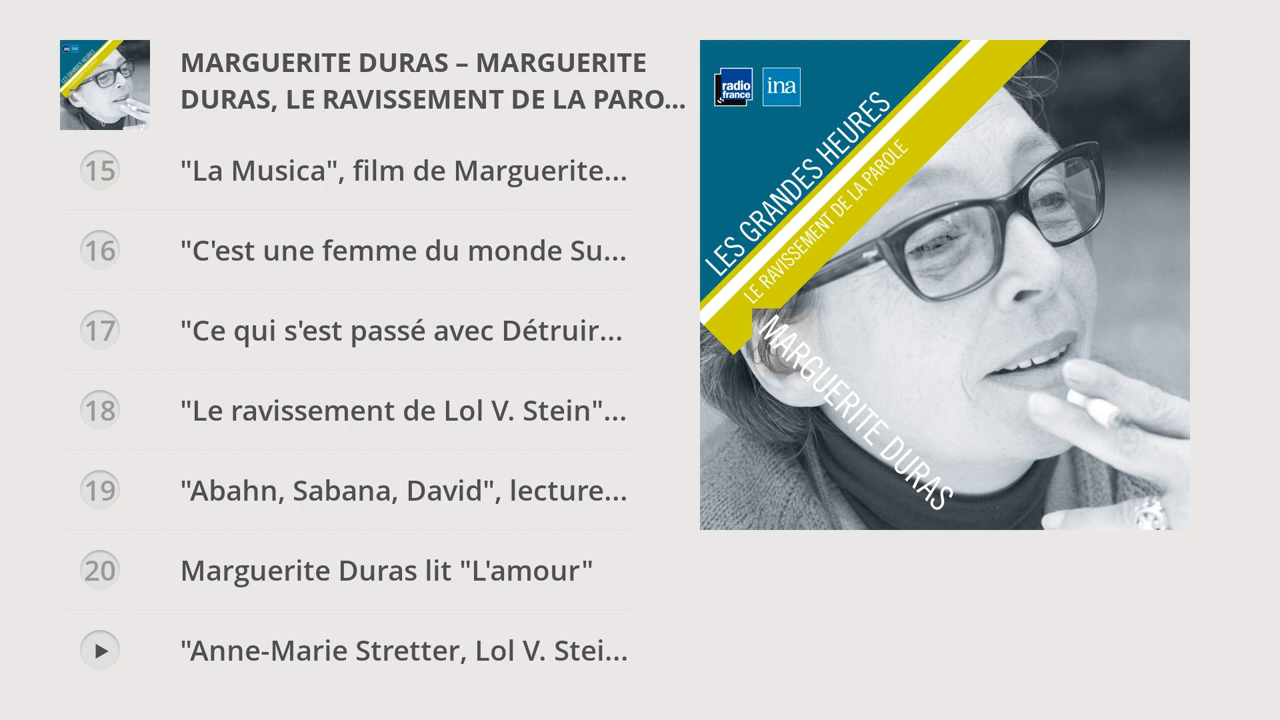 MARGUERITE DURAS – MARGUERITE
DURAS, LE RAVISSEMENT DE LA PARO...
15
"La Musica", film de Marguerite...
16
"C'est une femme du monde Su...
17
"Ce qui s'est passé avec Détruir...
18
"Le ravissement de Lol V. Stein"...
19
"Abahn, Sabana, David", lecture...
20
Marguerite Duras lit "L'amour"
"Anne-Marie Stretter, Lol V. Stei...
radio
france
ina
LES GRANDES HEURES
LE RAVISSEMENT DE LA PAROLE
MARGUERITE DURAS